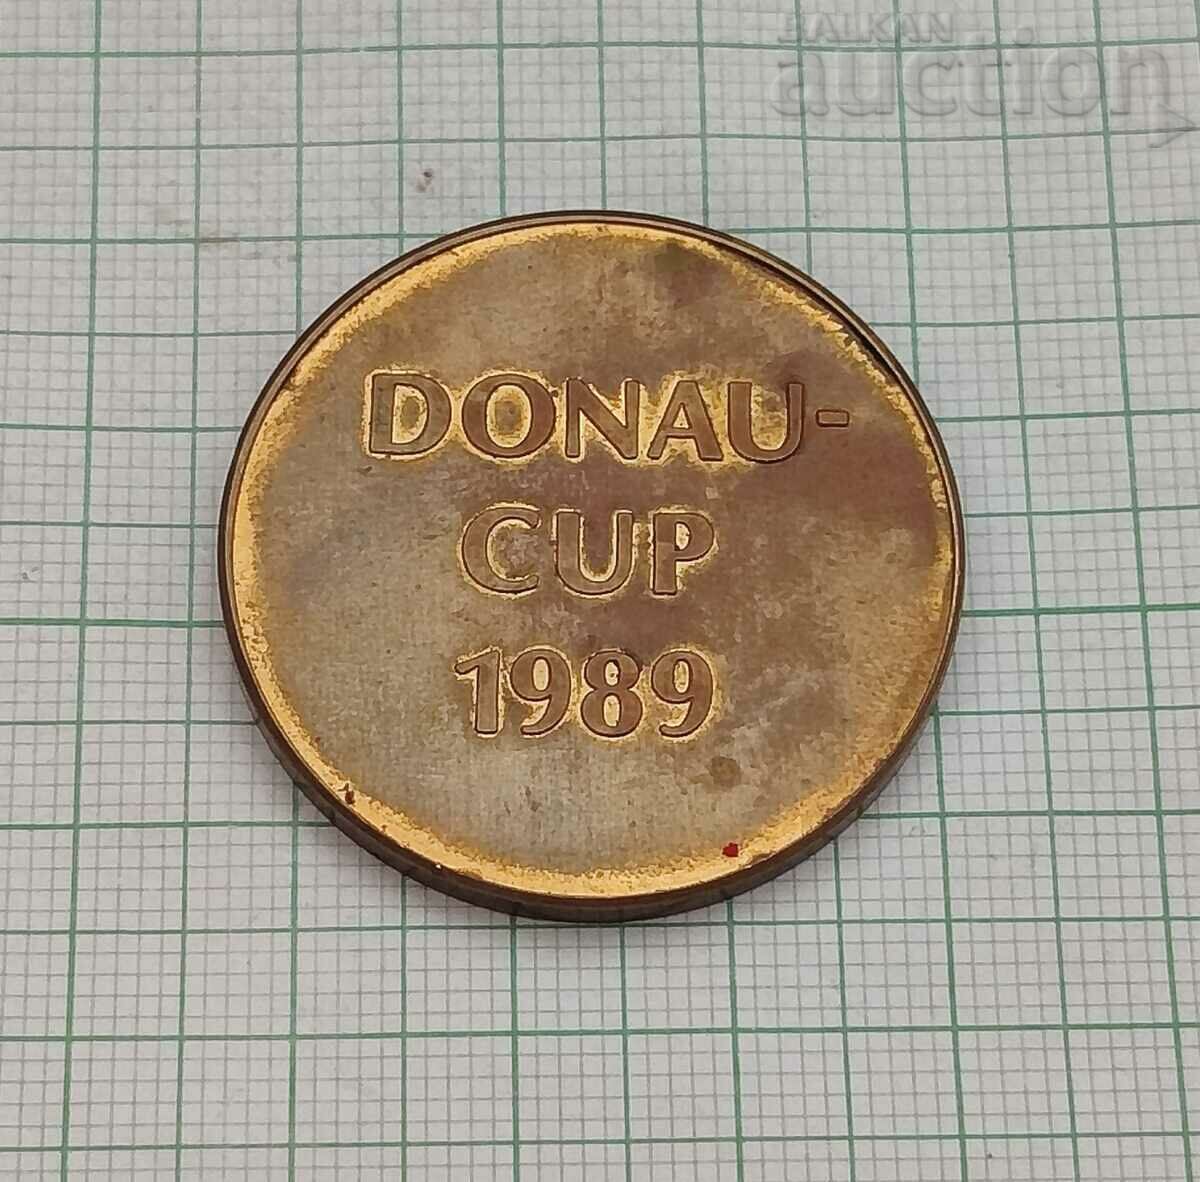 BALKAN
auction
DONAU-
CUP
1989